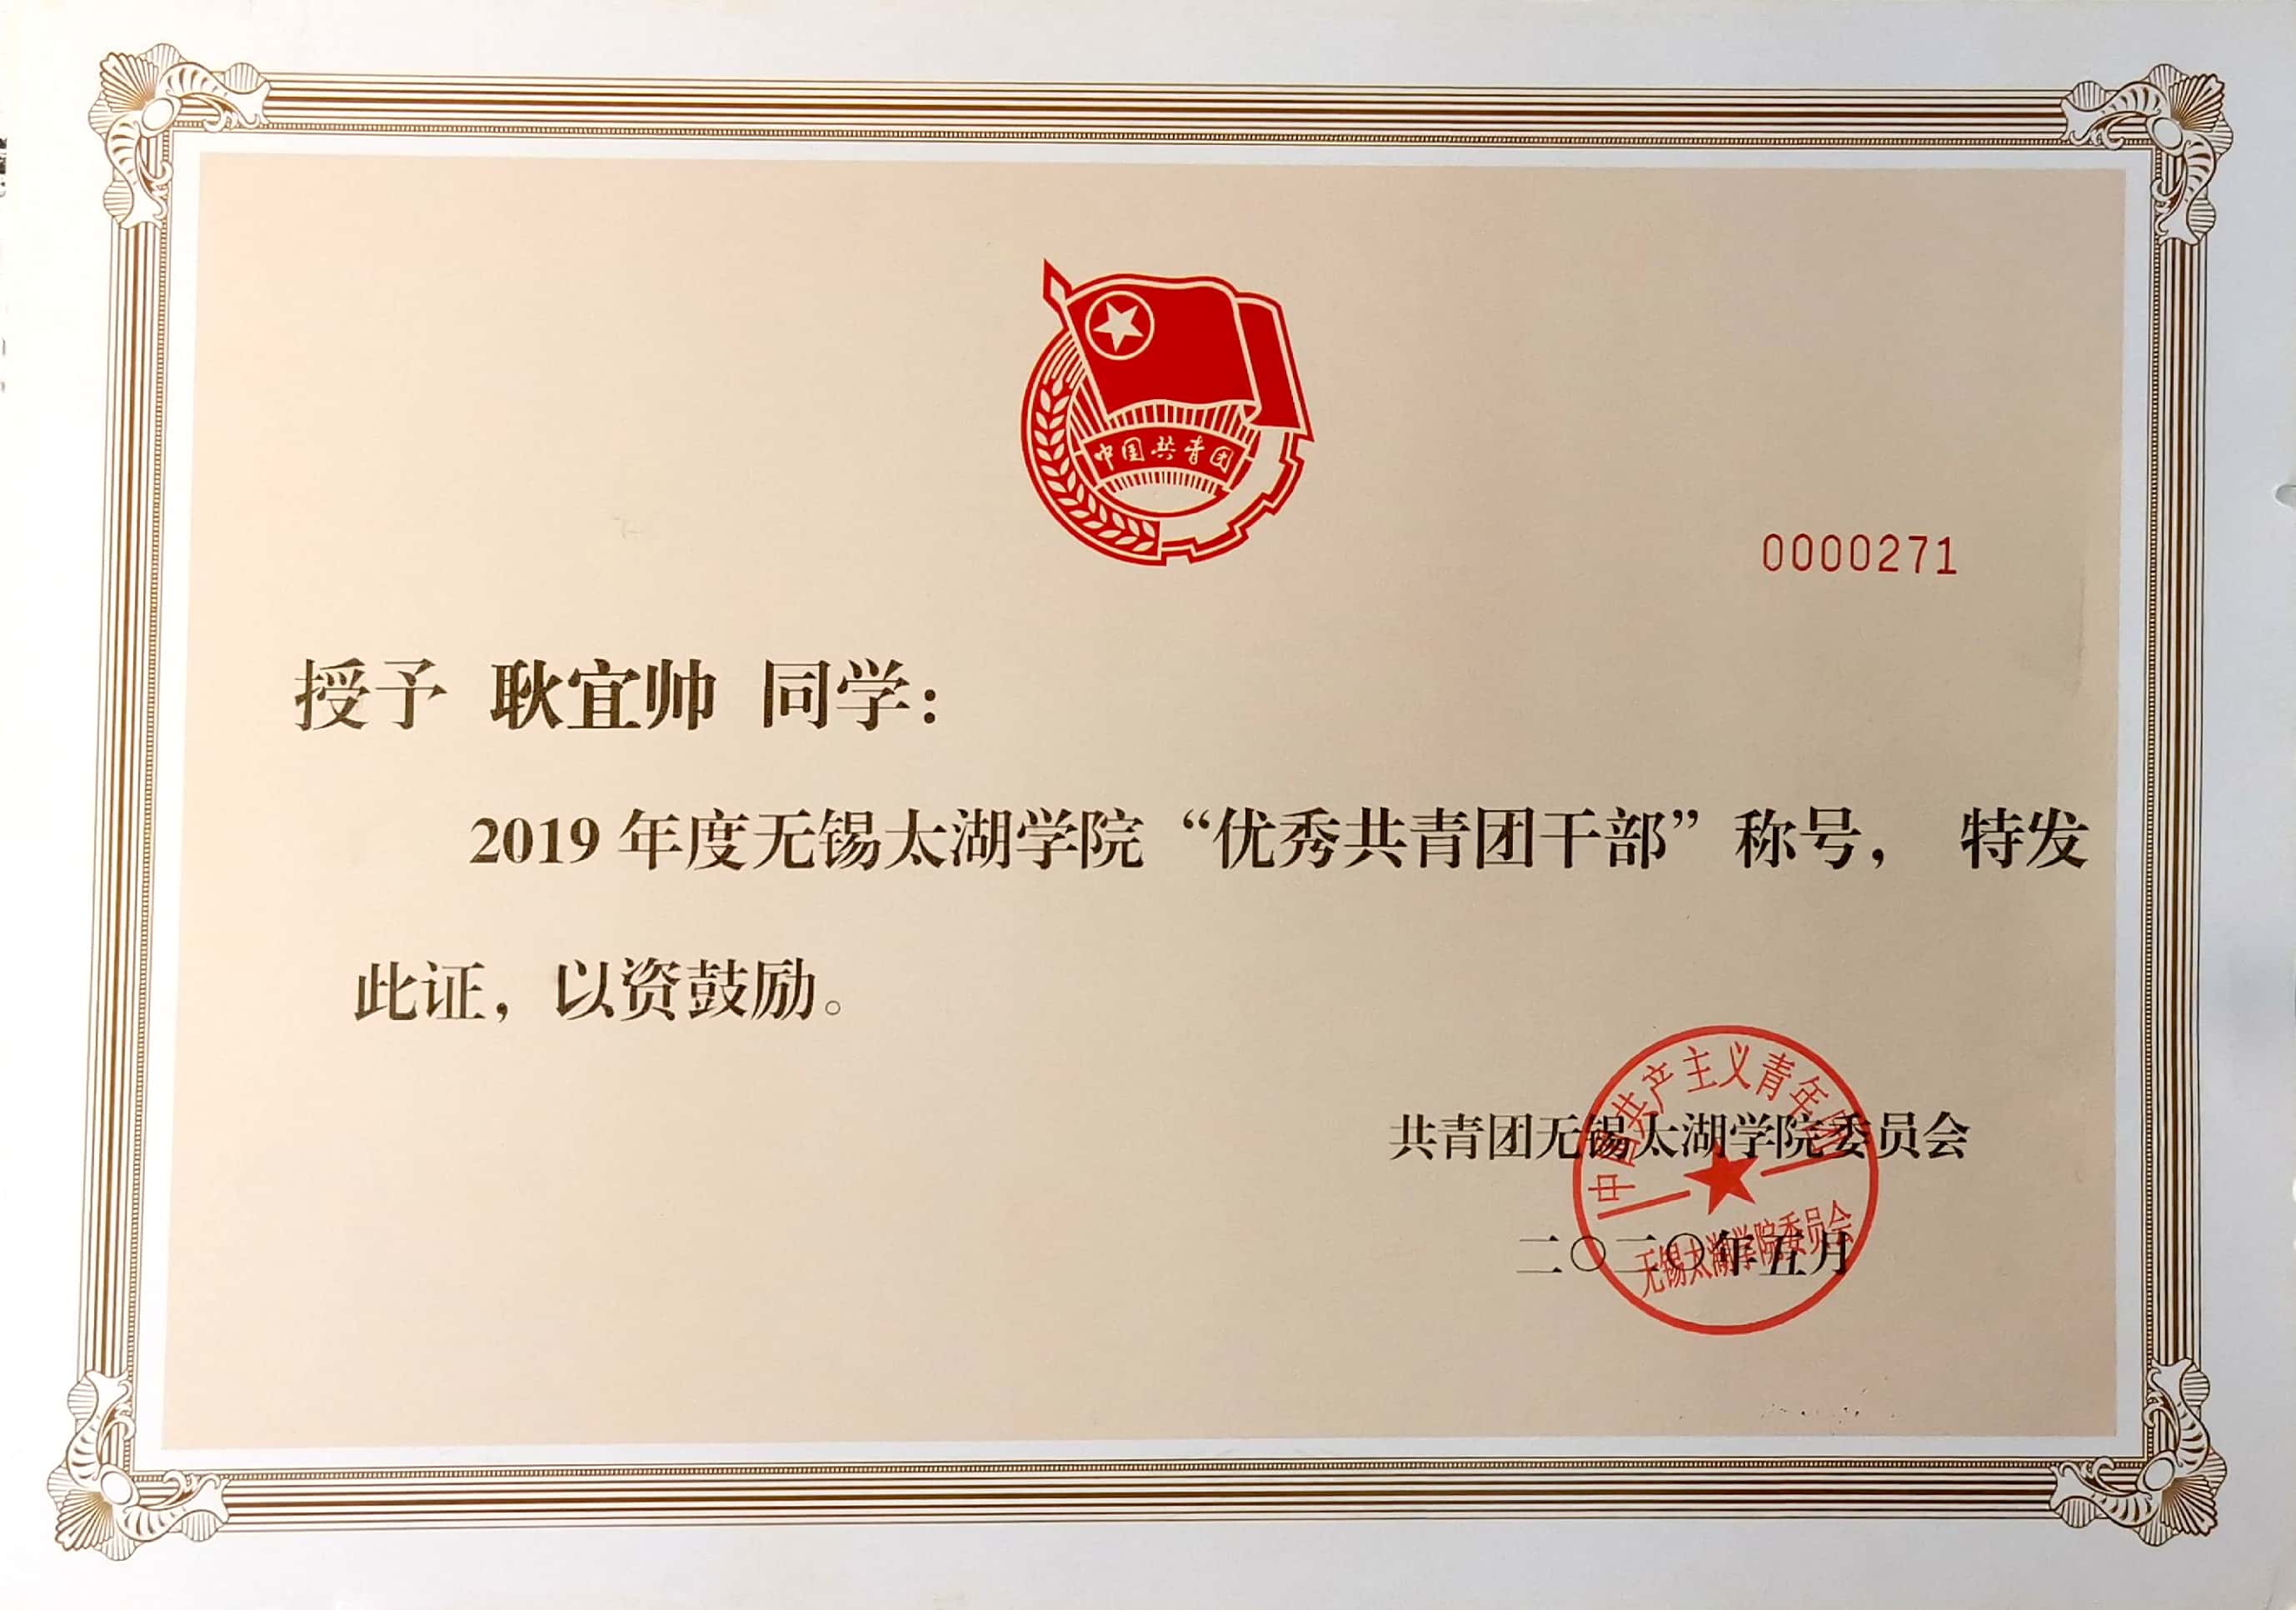 中国共青团
0000271
授予 耿宜帅 同学：
2019 年度无锡太湖学院“优秀共青团干部”称号， 特发
此证，以资鼓励。
中国共产主义青年团
共青团无锡太湖学院委员会
二〇二〇年五月
无锡太湖学院委员会